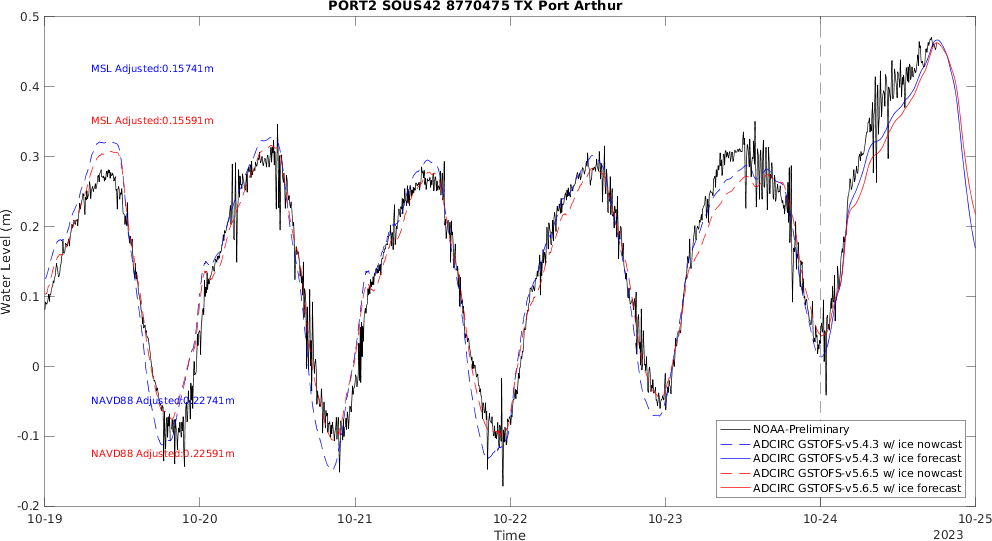 PORT2 SOUS42 8770475 TX Port Arthur
0.5
0.4
0.3
0.2
0.1
0
-0.1
-0.2
Water Level (m)
MSL Adjusted:0.15741m
MSL Adjusted:0.15591m
NAVD88 Adjusted:0.22741m
NAVD88 Adjusted:0.22591m
NOAA-Preliminary
ADCIRC GSTOFS-v5.4.3 w/ ice nowcast
ADCIRC GSTOFS-v5.4.3 w/ ice forecast
ADCIRC GSTOFS-v5.6.5 w/ ice nowcast
ADCIRC GSTOFS-v5.6.5 w/ ice forecast
10-19 10-20 10-21 10-22 10-23 10-24 10-25
Time
2023